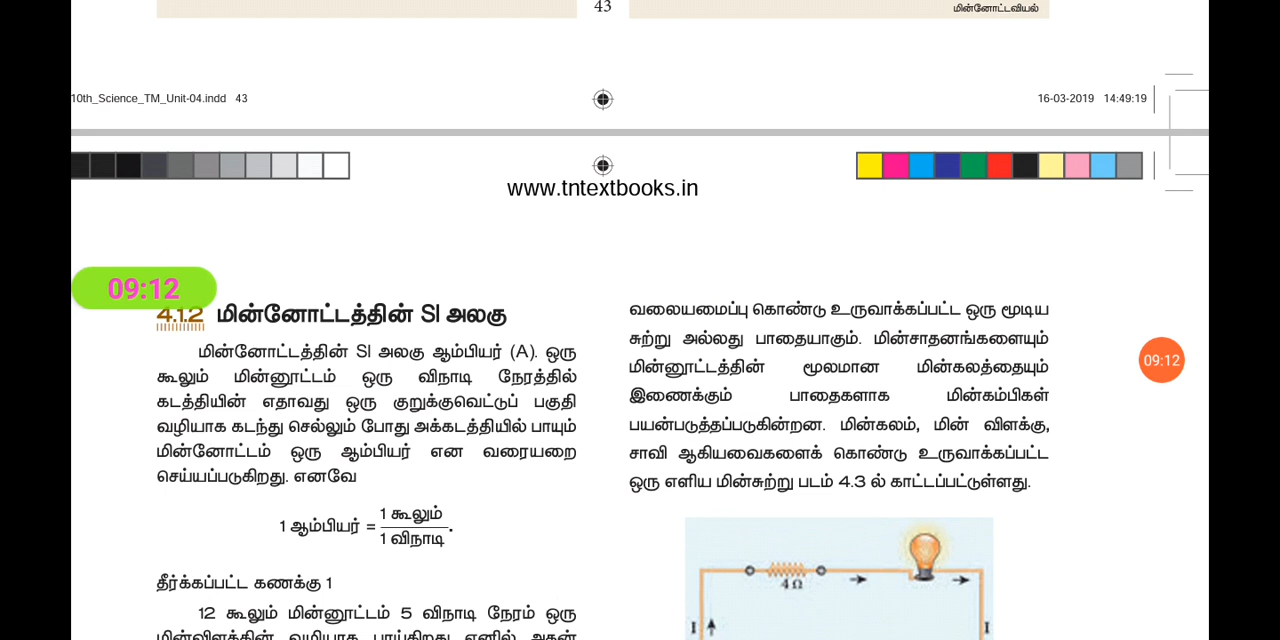 43
மின்னோட்டவியல்
10th_Science_TM_Unit-04.indd 43
16-03-2019 14:49:19
www.tntextbooks.in
09:12
4.1.2 மின்னோட்டத்தின் SI அலகு
மின்னோட்டத்தின் SI அலகு ஆம்பியர் (A). ஒரு
கூலும் மின்னூட்டம் ஒரு விநாடி நேரத்தில்
கடத்தியின் எதாவது ஒரு குறுக்குவெட்டுப் பகுதி
வழியாக கடந்து செல்லும் போது அக்கடத்தியில் பாயும்
மின்னோட்டம் ஒரு ஆம்பியர் என வரையறை
செய்யப்படுகிறது. எனவே
1 ஆம்பியர் = 1 கூலும் / 1 விநாடி.
தீர்க்கப்பட்ட கணக்கு 1
12 கூலும் மின்னூட்டம் 5 விநாடி நேரம் ஒரு
மின்விளக்கின் வழியாக பாய்கிறது எனில் அதன்
வலையமைப்பு கொண்டு உருவாக்கப்பட்ட ஒரு மூடிய
சுற்று அல்லது பாதையாகும். மின்சாதனங்களையும்
மின்னூட்டத்தின் மூலமான மின்கலத்தையும்
இணைக்கும் பாதைகளாக மின்கம்பிகள்
பயன்படுத்தப்படுகின்றன. மின்கலம், மின் விளக்கு,
சாவி ஆகியவைகளைக் கொண்டு உருவாக்கப்பட்ட
ஒரு எளிய மின்சுற்று படம் 4.3 ல் காட்டப்பட்டுள்ளது.
4 Ω
I
I
09:12